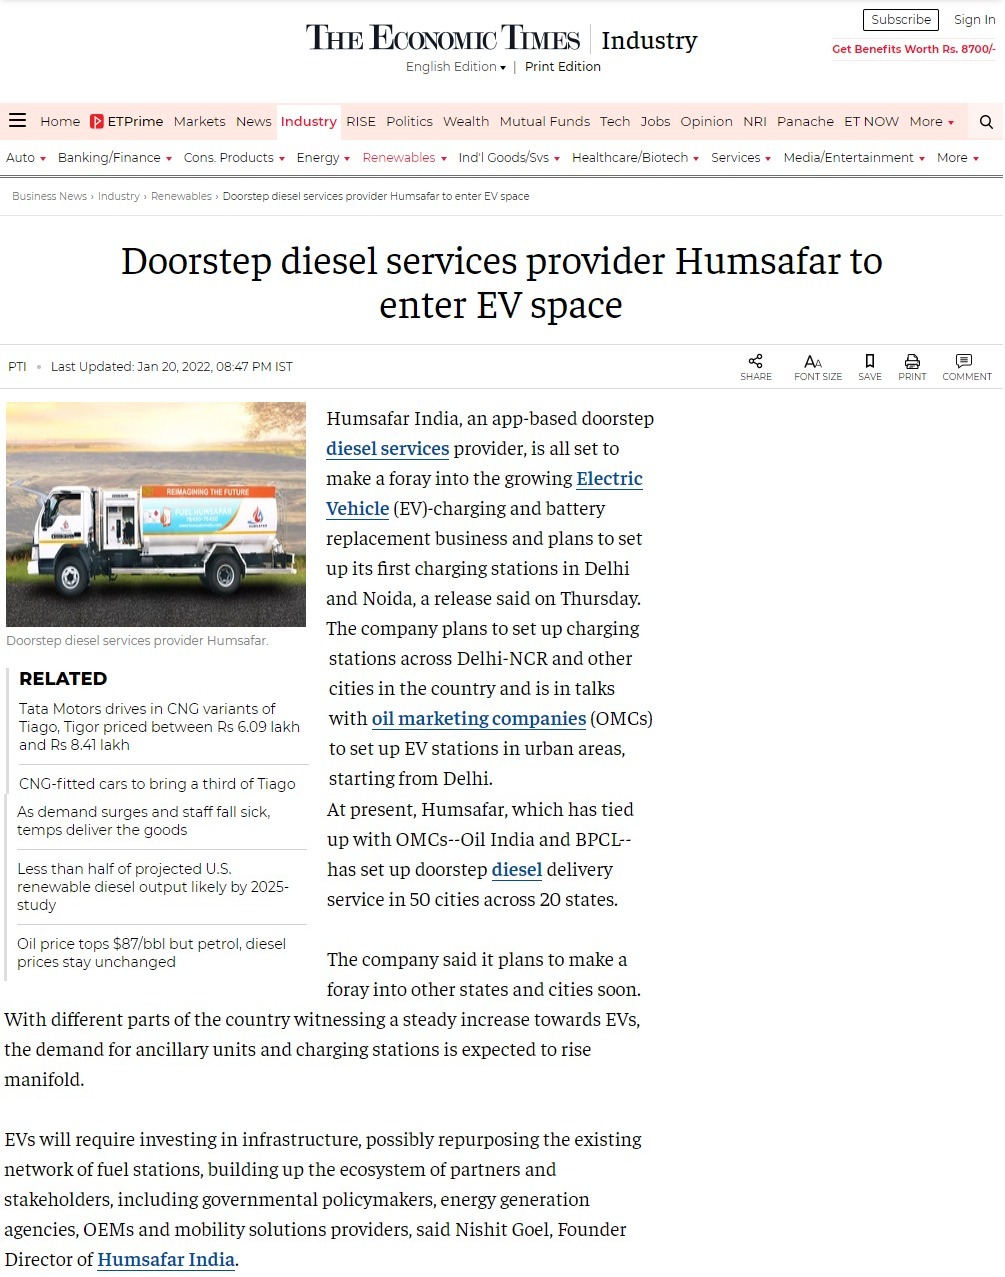 THE ECONOMIC TIMES | Industry
Subscribe Sign In
Get Benefits Worth Rs. 8700/-
English Edition | Print Edition
Home ETPrime Markets News Industry RISE Politics Wealth Mutual Funds Tech Jobs Opinion NRI Panache ET NOW More
Auto Banking/Finance Cons. Products Energy Renewables Ind'l Goods/Svs Healthcare/Biotech Services Media/Entertainment More
Business News › Industry › Renewables › Doorstep diesel services provider Humsafar to enter EV space
Doorstep diesel services provider Humsafar to
enter EV space
PTI • Last Updated: Jan 20, 2022, 08:47 PM IST
SHARE FONT SIZE SAVE PRINT COMMENT
REIMAGINING THE FUTURE
FUEL HUMSAFAR
HUMSAFAR
Doorstep diesel services provider Humsafar.
RELATED
Tata Motors drives in CNG variants of
Tiago, Tigor priced between Rs 6.09 lakh
and Rs 8.41 lakh
CNG-fitted cars to bring a third of Tiago
As demand surges and staff fall sick,
temps deliver the goods
Less than half of projected U.S.
renewable diesel output likely by 2025-
study
Oil price tops $87/bbl but petrol, diesel
prices stay unchanged
Humsafar India, an app-based doorstep
diesel services provider, is all set to
make a foray into the growing Electric
Vehicle (EV)-charging and battery
replacement business and plans to set
up its first charging stations in Delhi
and Noida, a release said on Thursday.
The company plans to set up charging
stations across Delhi-NCR and other
cities in the country and is in talks
with oil marketing companies (OMCs)
to set up EV stations in urban areas,
starting from Delhi.
At present, Humsafar, which has tied
up with OMCs--Oil India and BPCL--
has set up doorstep diesel delivery
service in 50 cities across 20 states.
The company said it plans to make a
foray into other states and cities soon.
With different parts of the country witnessing a steady increase towards EVs,
the demand for ancillary units and charging stations is expected to rise
manifold.
EVs will require investing in infrastructure, possibly repurposing the existing
network of fuel stations, building up the ecosystem of partners and
stakeholders, including governmental policymakers, energy generation
agencies, OEMs and mobility solutions providers, said Nishit Goel, Founder
Director of Humsafar India.